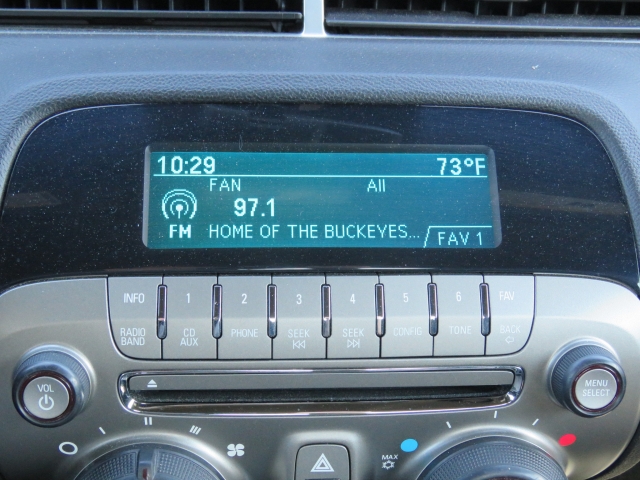 10:29 73°F
FAN All
97.1
FM HOME OF THE BUCKEYES... FAV 1
INFO 1 2 3 4 5 6 FAV
RADIO BAND CD AUX PHONE SEEK SEEK CONFIG TONE BACK
VOL
MENU SELECT
MAX